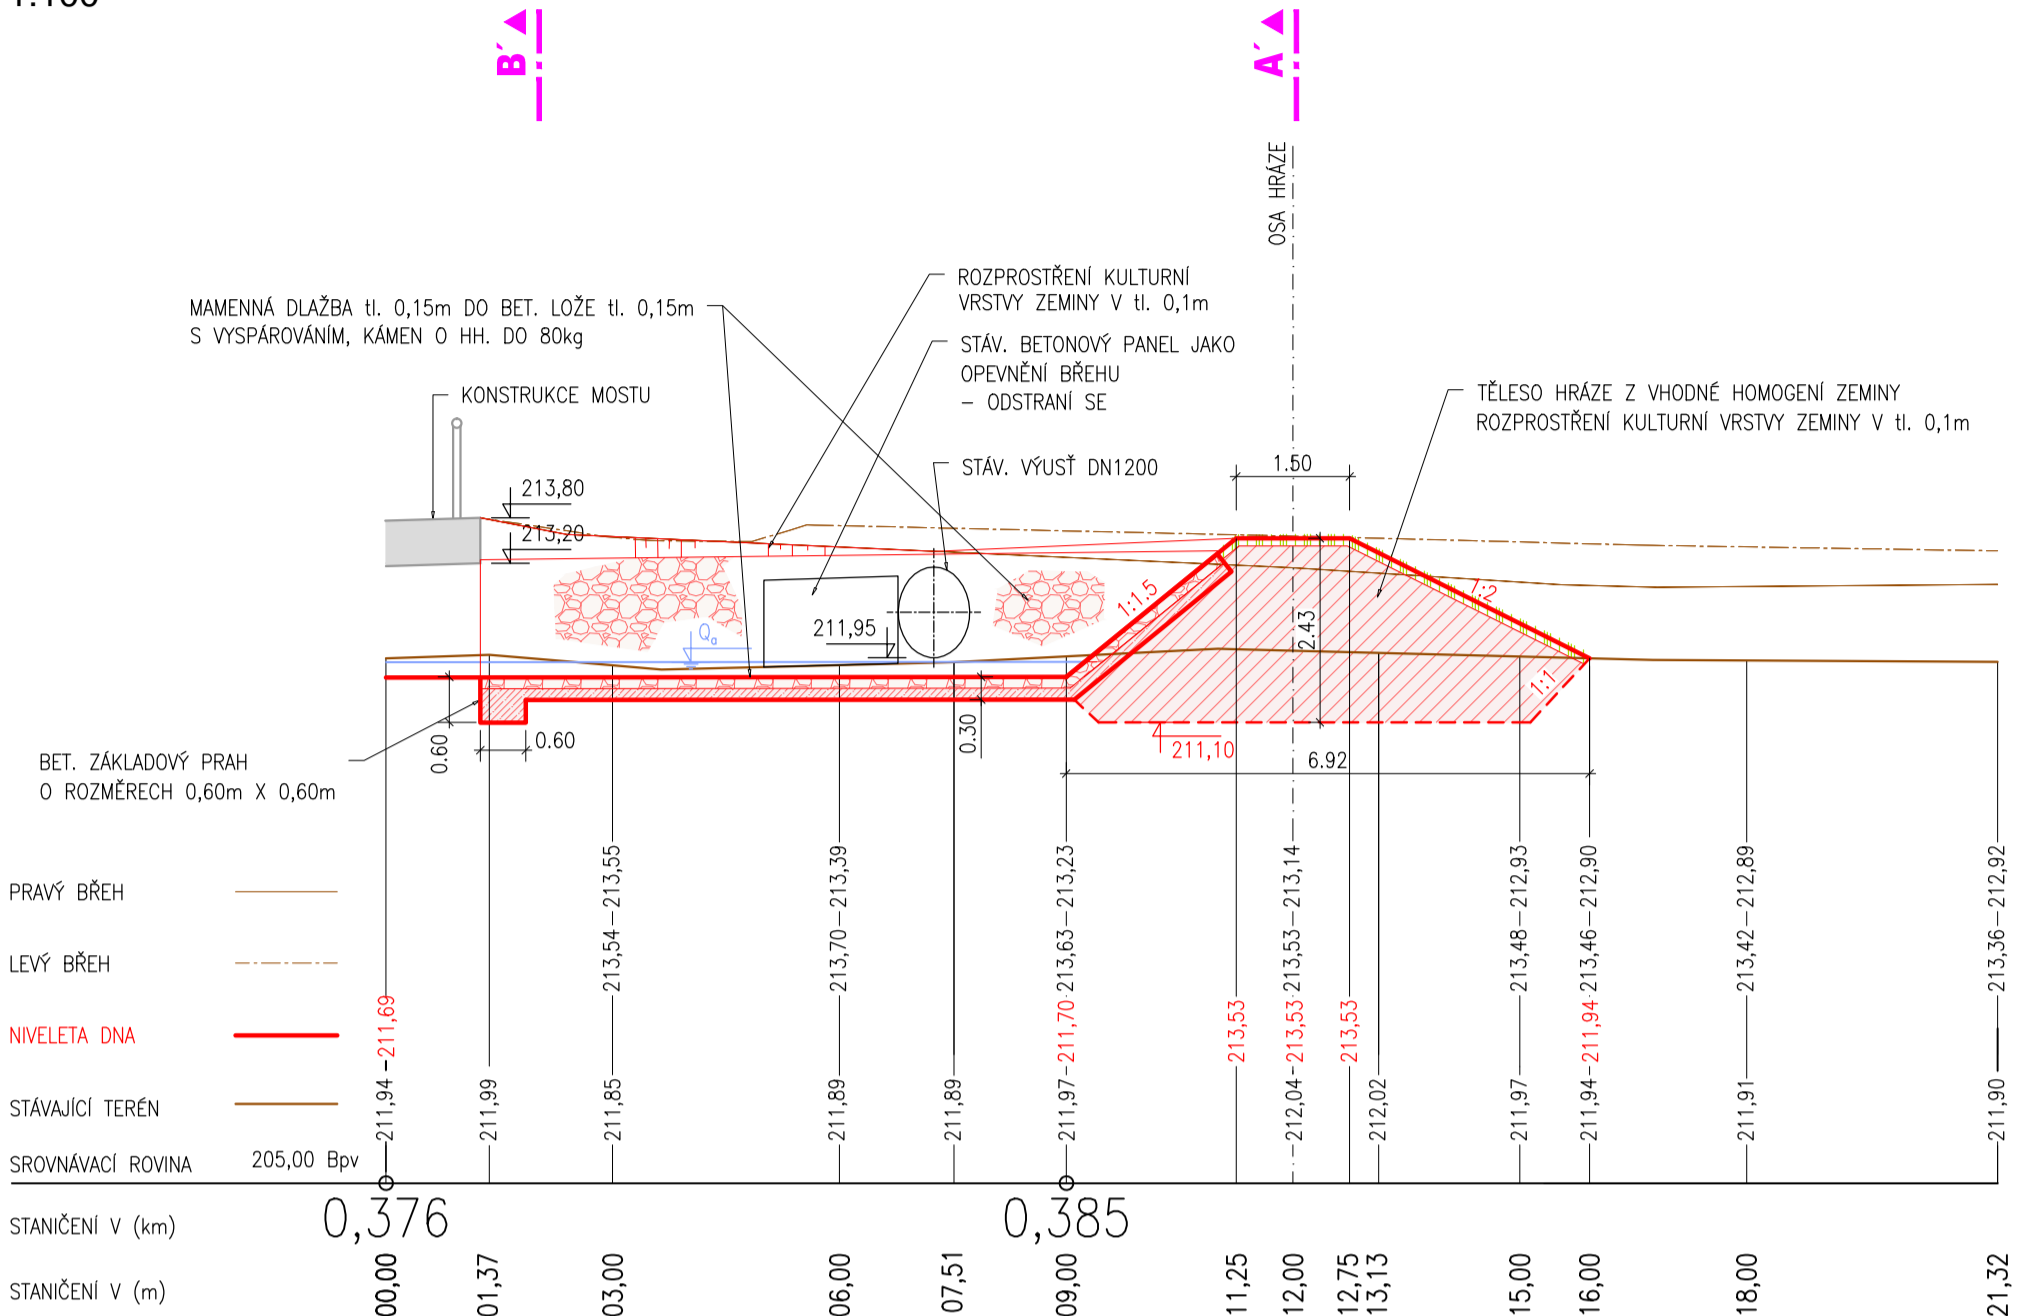 B´
A´
OSA HRÁZE
ROZPROSTŘENÍ KULTURNÍ
VRSTVY ZEMINY V tl. 0,1m
MAMENNÁ DLAŽBA tl. 0,15m DO BET. LOŽE tl. 0,15m
S VYSPÁROVÁNÍM, KÁMEN O HH. DO 80kg
STÁV. BETONOVÝ PANEL JAKO
OPEVNĚNÍ BŘEHU
– ODSTRANÍ SE
KONSTRUKCE MOSTU
TĚLESO HRÁZE Z VHODNÉ HOMOGENÍ ZEMINY
ROZPROSTŘENÍ KULTURNÍ VRSTVY ZEMINY V tl. 0,1m
STÁV. VÝUSŤ DN1200
1.50
213,80
213,20
1:1.5
1:2
211,95
Qa
2.43
1:1
0.60
0.60
0.30
211,10
6.92
BET. ZÁKLADOVÝ PRAH
O ROZMĚRECH 0,60m X 0,60m
PRAVÝ BŘEH
LEVÝ BŘEH
NIVELETA DNA
STÁVAJÍCÍ TERÉN
SROVNÁVACÍ ROVINA 205,00 Bpv
211,94 211,69
211,99
211,85 213,54 213,55
211,89 213,70 213,39
211,89
211,97 211,70 213,63 213,23
213,53
212,04 213,53 213,53 213,14
213,53
212,02
211,97 213,48 212,93
211,94 211,94 213,46 212,90
211,91 213,42 212,89
211,90 213,36 212,92
STANIČENÍ V (km) 0,376 0,385
STANIČENÍ V (m) 00,00 01,37 03,00 06,00 07,51 09,00 11,25 12,00 12,75 13,13 15,00 16,00 18,00 21,32